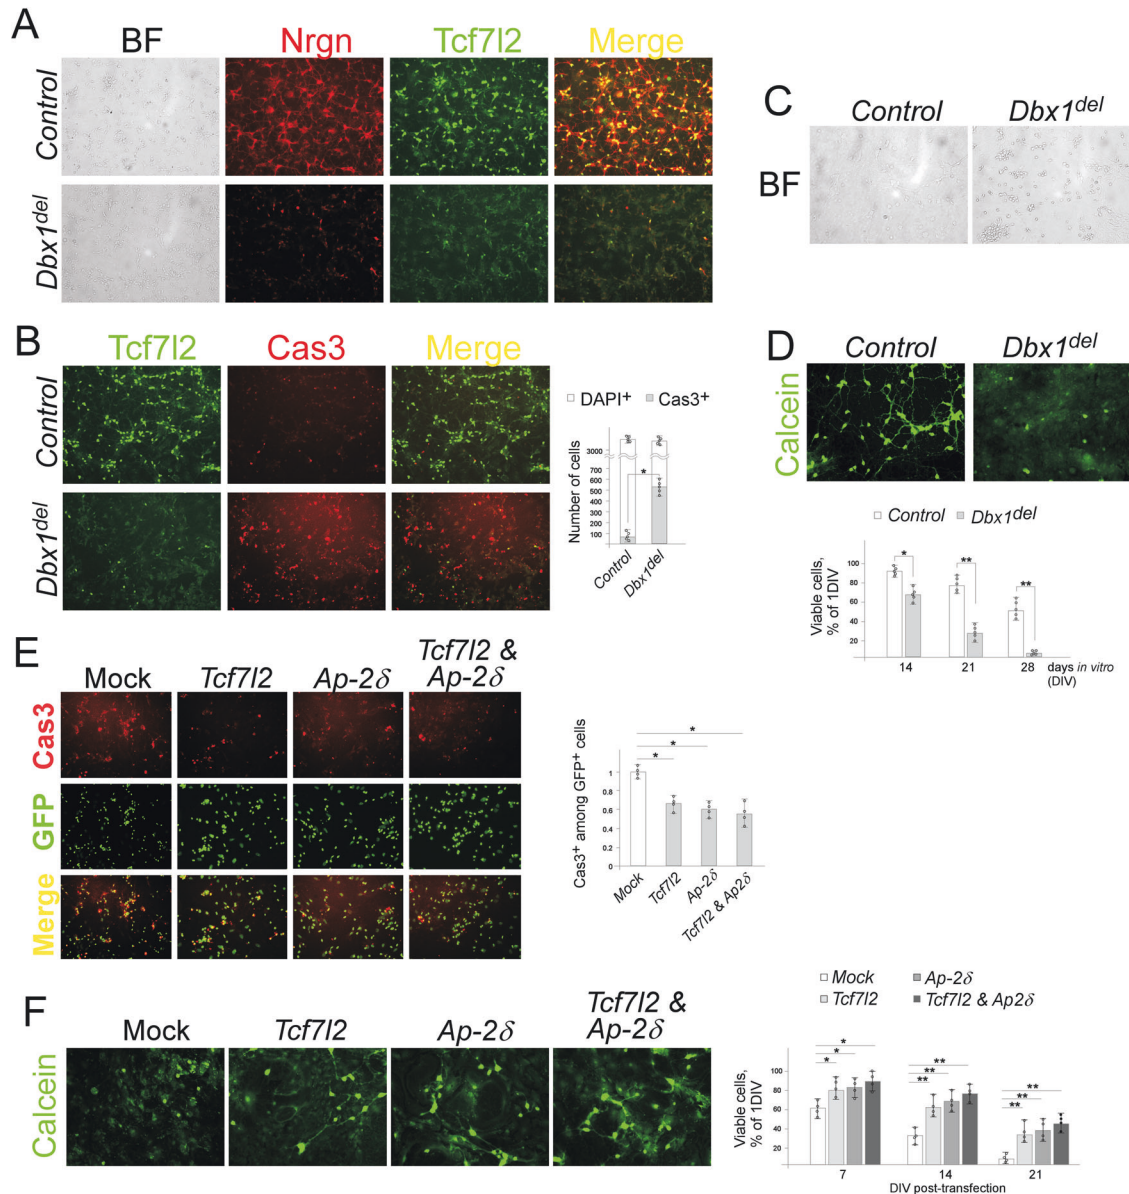 A
BF
Nrgn
Tcf7l2
Merge
Control
Dbx1del
B
Tcf7l2
Cas3
Merge
Control
Dbx1del
DAPI+
Cas3+
Number of cells
3000
700
600
500
400
300
200
100
*
Control
Dbx1del
C
Control
Dbx1del
BF
D
Control
Dbx1del
Calcein
Control
Dbx1del
Viable cells,
% of 1DIV
100
80
60
40
20
*
**
**
14
21
28
days in vitro
(DIV)
E
Mock
Tcf7l2
Ap-2δ
Tcf7l2 &
Ap-2δ
Cas3
GFP
Merge
Cas3+ among GFP+ cells
1
0.8
0.6
0.4
0.2
0
*
*
*
Mock
Tcf7l2
Ap-2δ
Tcf7l2 & Ap2δ
F
Mock
Tcf7l2
Ap-2δ
Tcf7l2 &
Ap-2δ
Calcein
Mock
Ap-2δ
Tcf7l2
Tcf7l2 & Ap2δ
Viable cells,
% of 1DIV
100
80
60
40
20
*
*
*
**
**
**
**
**
**
7
14
21
DIV post-transfection